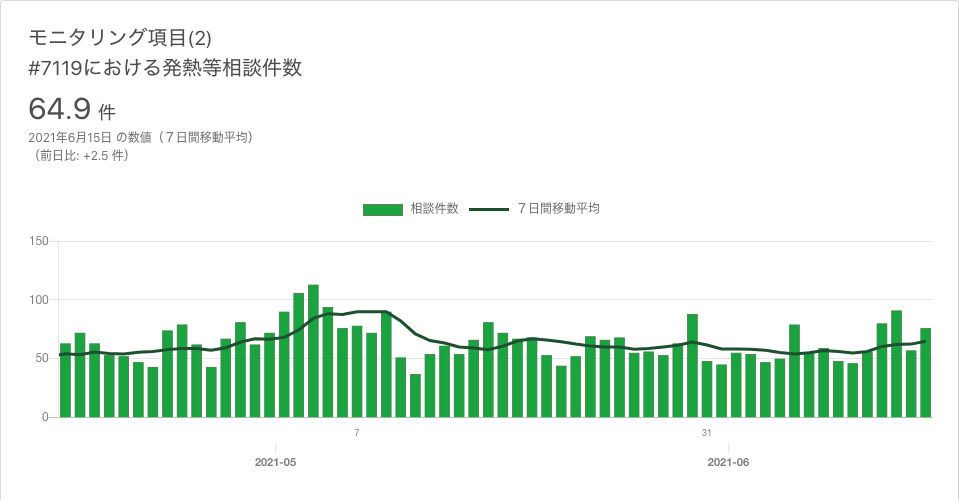 モニタリング項目(2)
#7119における発熱等相談件数
64.9 件
2021年6月15日 の数値（７日間移動平均）
（前日比: +2.5 件）
相談件数 ７日間移動平均
150
100
50
0
7 31
2021-05 2021-06